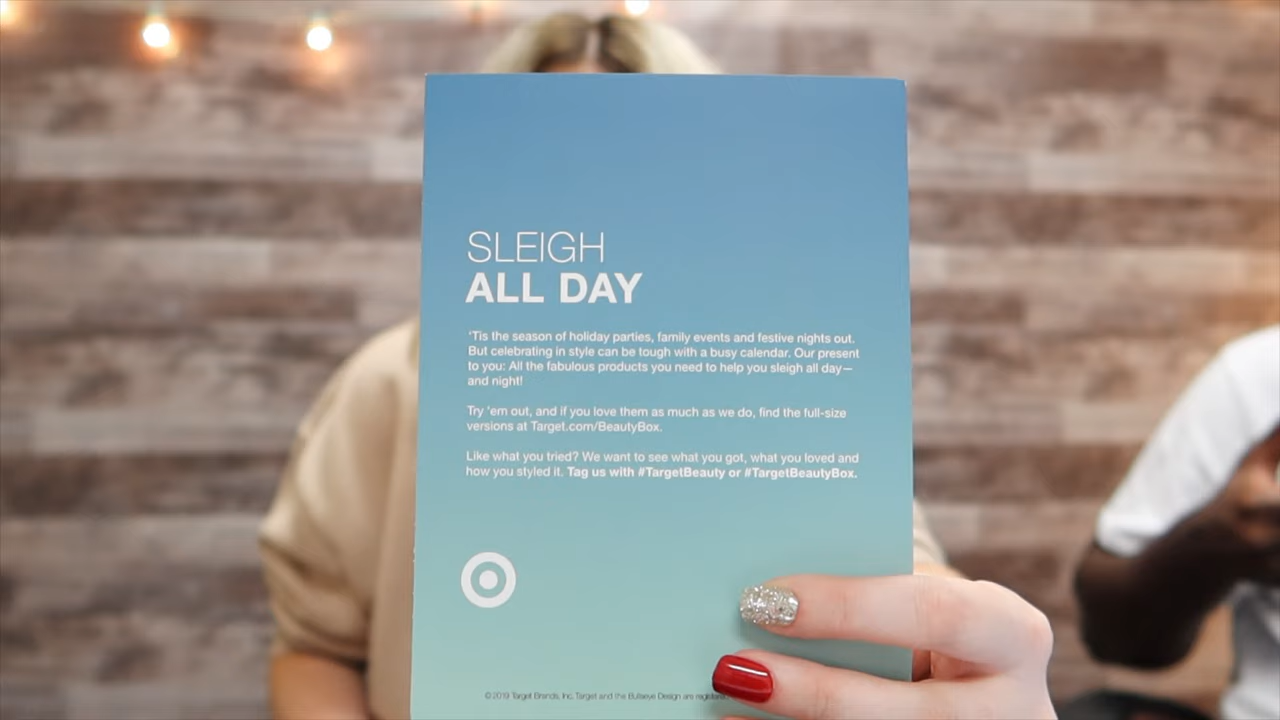 SLEIGH
ALL DAY
'Tis the season of holiday parties, family events and festive nights out.
But celebrating in style can be tough with a busy calendar. Our present
to you: All the fabulous products you need to help you sleigh all day—
and night!
Try 'em out, and if you love them as much as we do, find the full-size
versions at Target.com/BeautyBox.
Like what you tried? We want to see what you got, what you loved and
how you styled it. Tag us with #TargetBeauty or #TargetBeautyBox.
©2019 Target Brands, Inc. Target and the Bullseye Design are